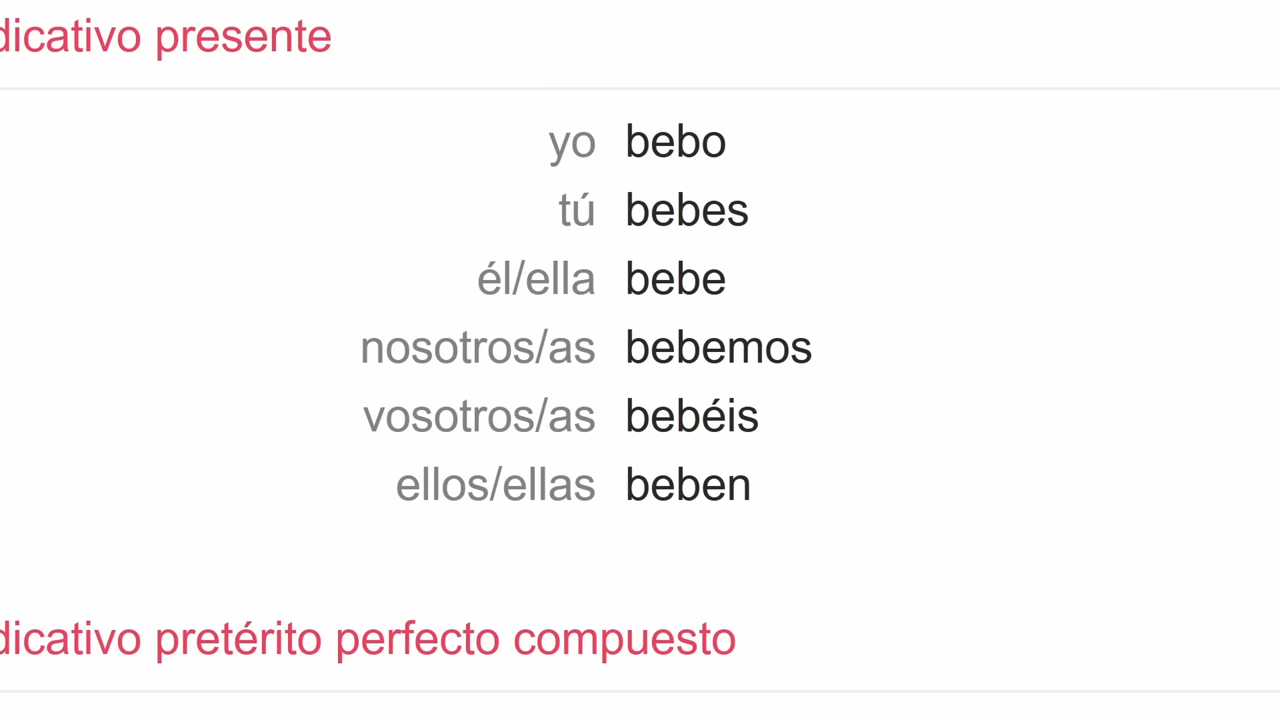 dicativo presente
yo bebo
tú bebes
él/ella bebe
nosotros/as bebemos
vosotros/as bebéis
ellos/ellas beben
dicativo pretérito perfecto compuesto